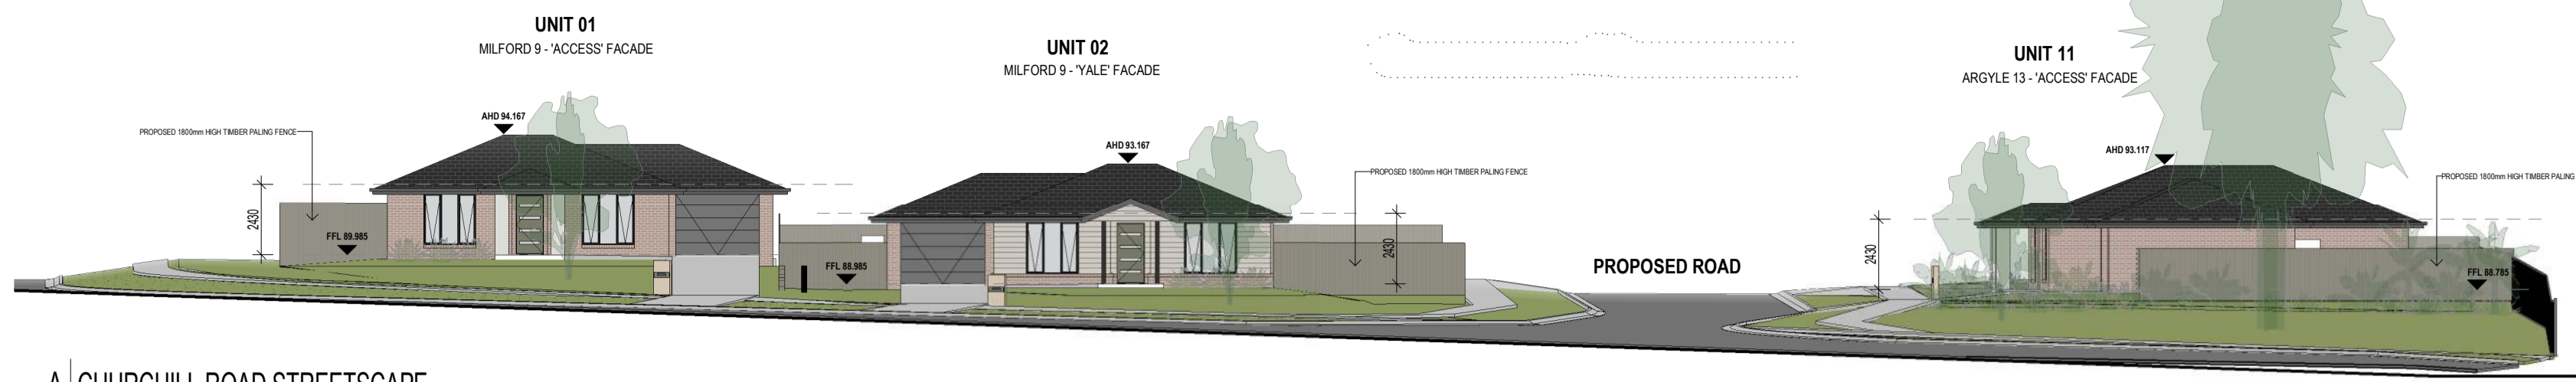 UNIT 01
MILFORD 9 - 'ACCESS' FACADE
UNIT 02
MILFORD 9 - 'YALE' FACADE
UNIT 11
ARGYLE 13 - 'ACCESS' FACADE
AHD 94.167
PROPOSED 1800mm HIGH TIMBER PALING FENCE
AHD 93.167
AHD 93.117
PROPOSED 1800mm HIGH TIMBER PALING FENCE
PROPOSED 1800mm HIGH TIMBER PALING
2430
FFL 89.985
2430
2430
FFL 88.985
PROPOSED ROAD
FFL 88.785
A CHURCHILL ROAD STREETSCAPE